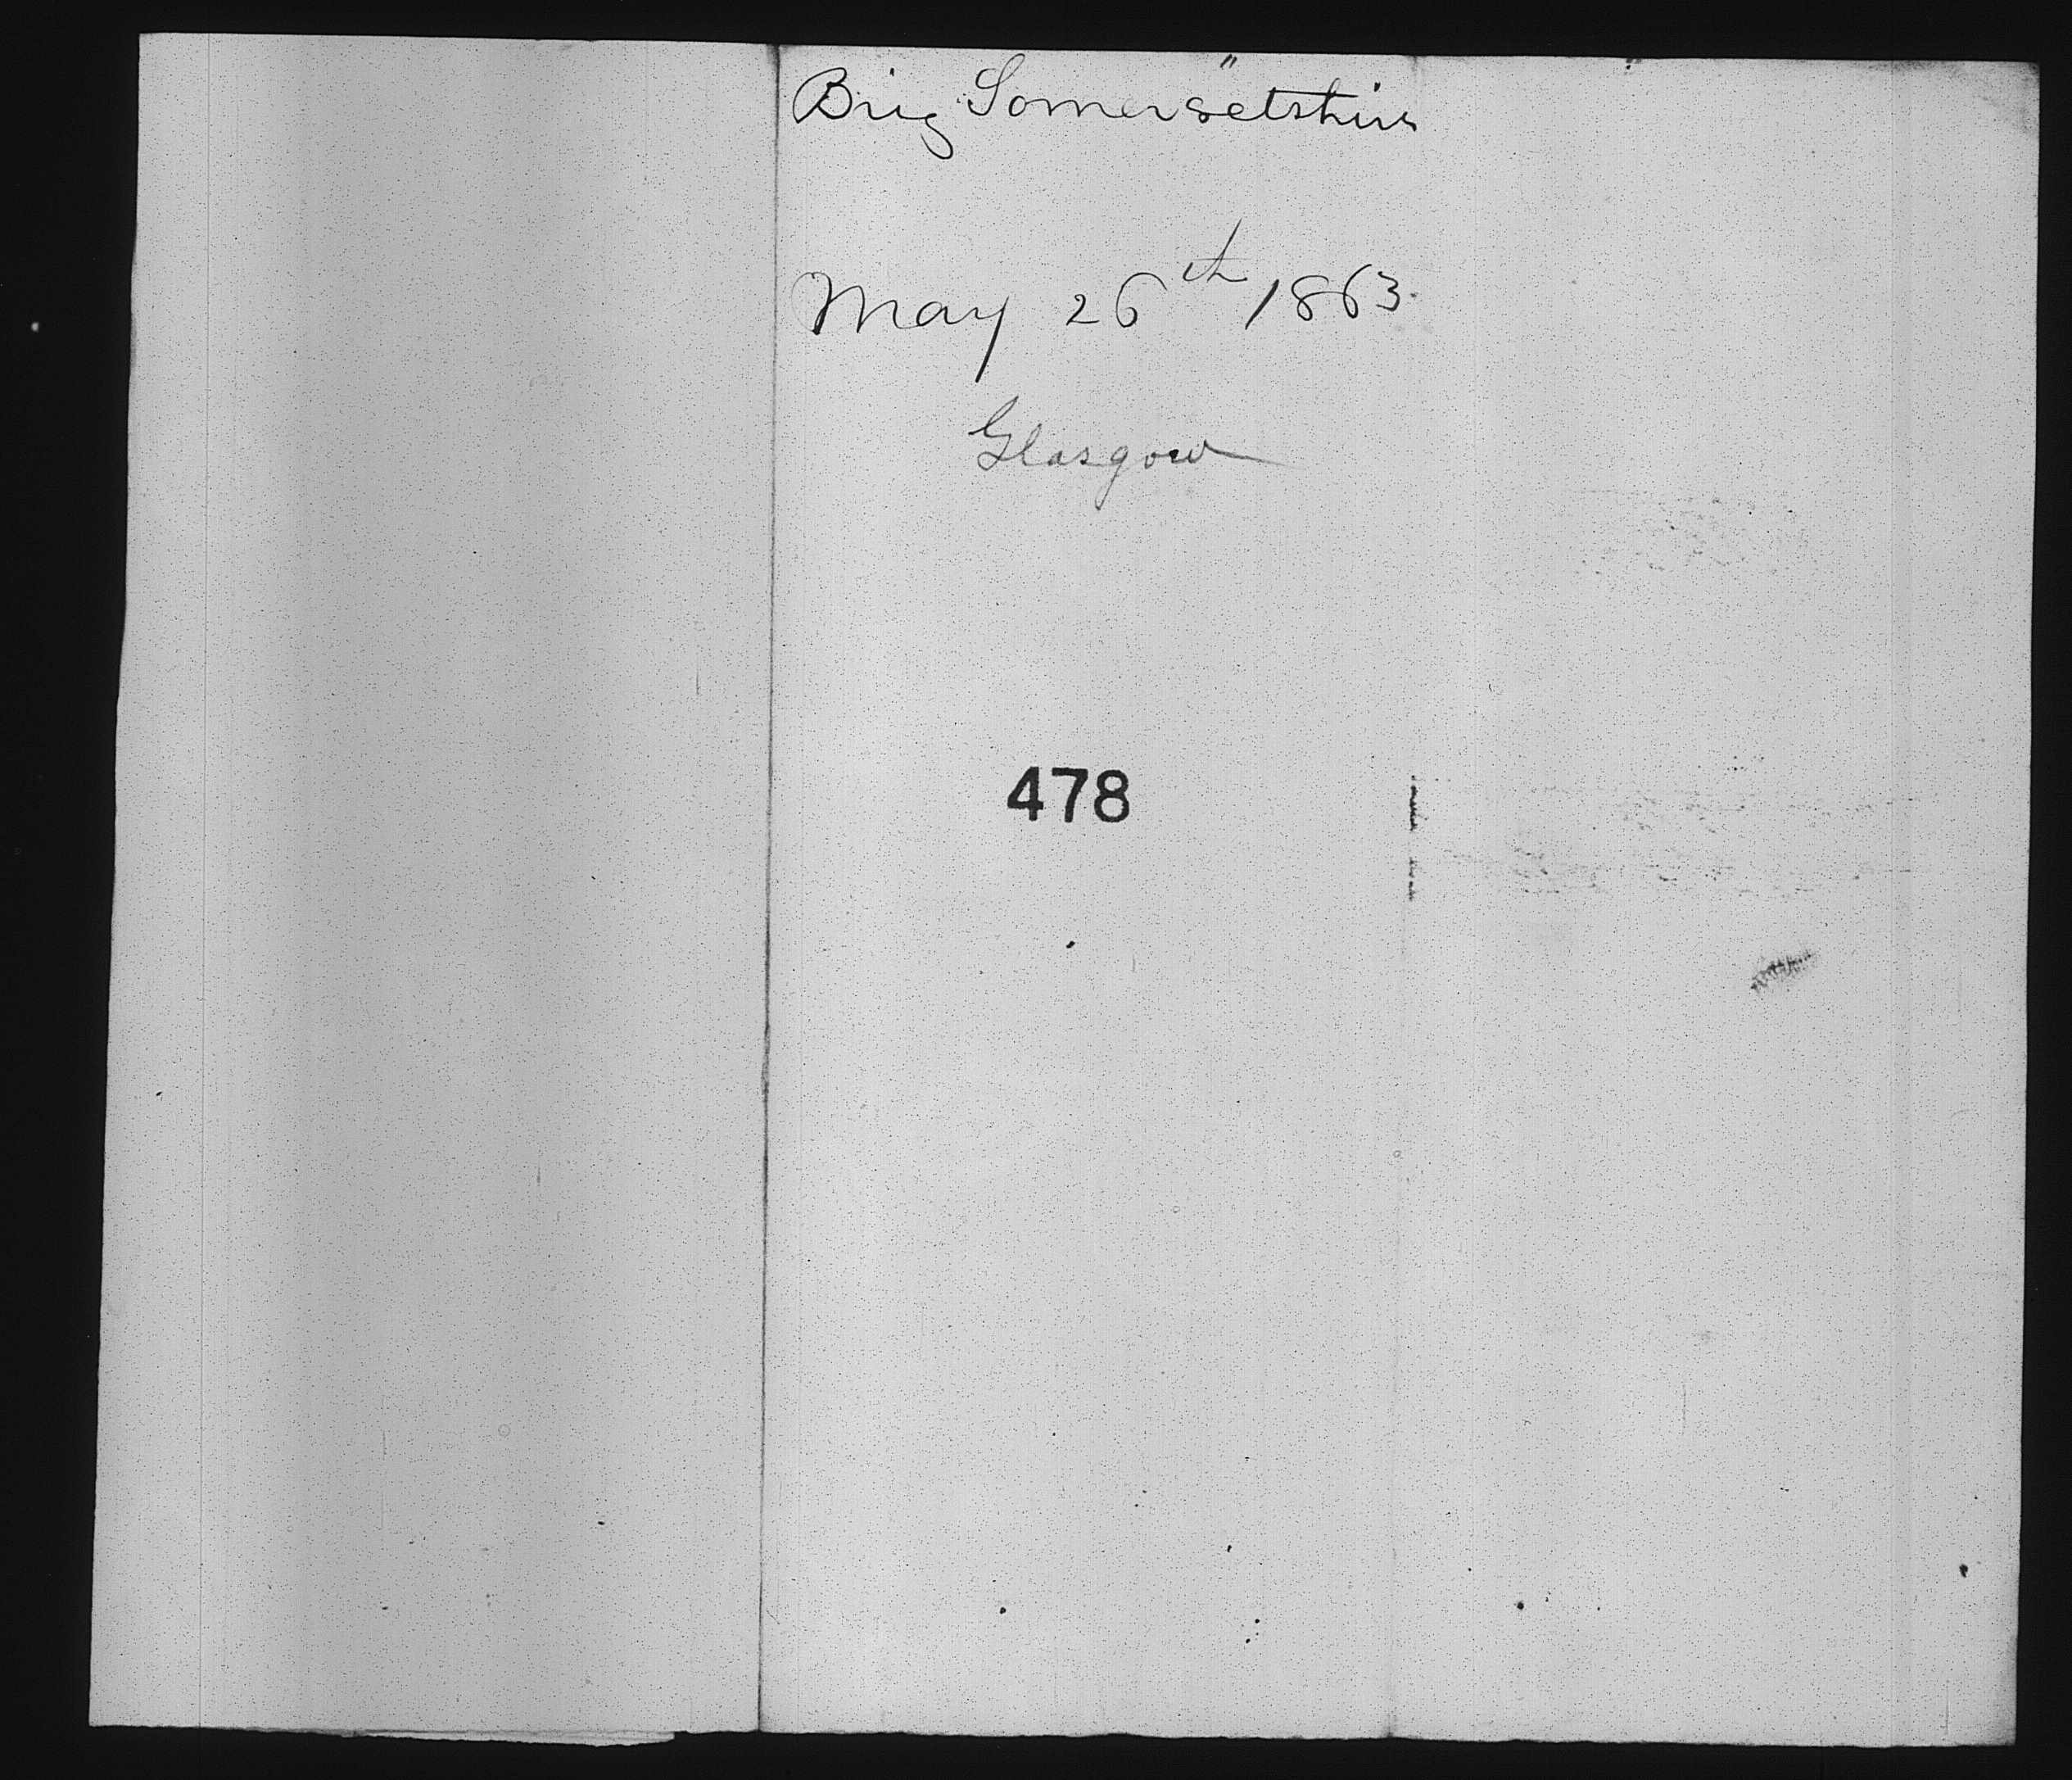 Brig Somersetshire
May 26th 1863.
Glasgow
478